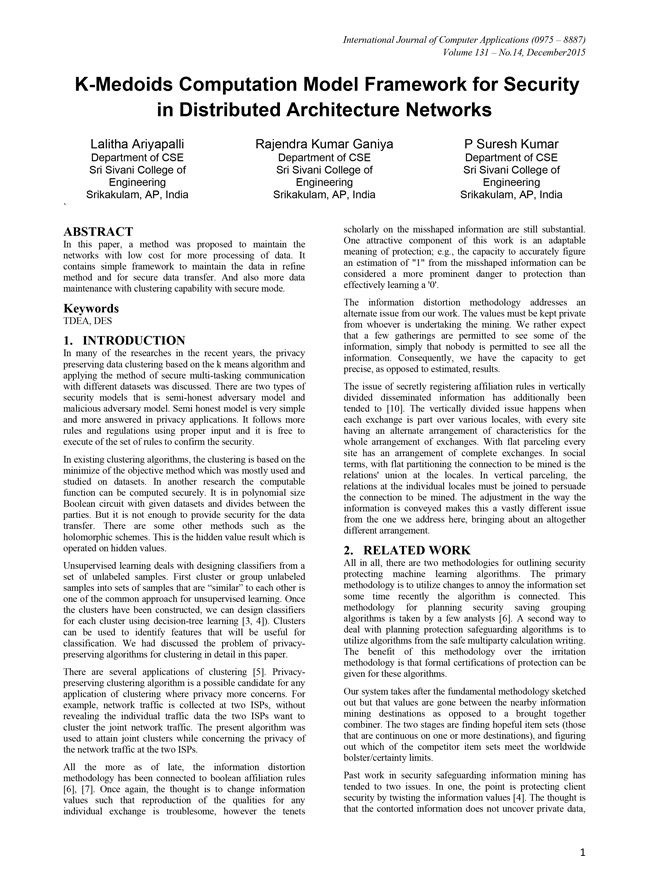 International Journal of Computer Applications (0975 – 8887)
Volume 131 – No.14, December2015
K-Medoids Computation Model Framework for Security
in Distributed Architecture Networks
Lalitha Ariyapalli
Department of CSE
Sri Sivani College of
Engineering
Srikakulam, AP, India
Rajendra Kumar Ganiya
Department of CSE
Sri Sivani College of
Engineering
Srikakulam, AP, India
P Suresh Kumar
Department of CSE
Sri Sivani College of
Engineering
Srikakulam, AP, India
.
ABSTRACT
In this paper, a method was proposed to maintain the
networks with low cost for more processing of data. It
contains simple framework to maintain the data in refine
method and for secure data transfer. And also more data
maintenance with clustering capability with secure mode.
Keywords
TDEA, DES
1. INTRODUCTION
In many of the researches in the recent years, the privacy
preserving data clustering based on the k means algorithm and
applying the method of secure multi-tasking communication
with different datasets was discussed. There are two types of
security models that is semi-honest adversary model and
malicious adversary model. Semi honest model is very simple
and more answered in privacy applications. It follows more
rules and regulations using proper input and it is free to
execute of the set of rules to confirm the security.
In existing clustering algorithms, the clustering is based on the
minimize of the objective method which was mostly used and
studied on datasets. In another research the computable
function can be computed securely. It is in polynomial size
Boolean circuit with given datasets and divides between the
parties. But it is not enough to provide security for the data
transfer. There are some other methods such as the
holomorphic schemes. This is the hidden value result which is
operated on hidden values.
Unsupervised learning deals with designing classifiers from a
set of unlabeled samples. First cluster or group unlabeled
samples into sets of samples that are “similar” to each other is
one of the common approach for unsupervised learning. Once
the clusters have been constructed, we can design classifiers
for each cluster using decision-tree learning [3, 4]). Clusters
can be used to identify features that will be useful for
classification. We had discussed the problem of privacy-
preserving algorithms for clustering in detail in this paper.
There are several applications of clustering [5]. Privacy-
preserving clustering algorithm is a possible candidate for any
application of clustering where privacy more concerns. For
example, network traffic is collected at two ISPs, without
revealing the individual traffic data the two ISPs want to
cluster the joint network traffic. The present algorithm was
used to attain joint clusters while concerning the privacy of
the network traffic at the two ISPs.
All the more as of late, the information distortion
methodology has been connected to boolean affiliation rules
[6], [7]. Once again, the thought is to change information
values such that reproduction of the qualities for any
individual exchange is troublesome, however the tenets
scholarly on the misshaped information are still substantial.
One attractive component of this work is an adaptable
meaning of protection; e.g., the capacity to accurately figure
an estimation of "1" from the misshaped information can be
considered a more prominent danger to protection than
effectively learning a '0'.
The information distortion methodology addresses an
alternate issue from our work. The values must be kept private
from whoever is undertaking the mining. We rather expect
that a few gatherings are permitted to see some of the
information, simply that nobody is permitted to see all the
information. Consequently, we have the capacity to get
precise, as opposed to estimated, results.
The issue of secretly registering affiliation rules in vertically
divided disseminated information has additionally been
tended to [10]. The vertically divided issue happens when
each exchange is part over various locales, with every site
having an alternate arrangement of characteristics for the
whole arrangement of exchanges. With flat parceling every
site has an arrangement of complete exchanges. In social
terms, with flat partitioning the connection to be mined is the
relations' union at the locales. In vertical parceling, the
relations at the individual locales must be joined to persuade
the connection to be mined. The adjustment in the way the
information is conveyed makes this a vastly different issue
from the one we address here, bringing about an altogether
different arrangement.
2. RELATED WORK
All in all, there are two methodologies for outlining security
protecting machine learning algorithms. The primary
methodology is to utilize changes to annoy the information set
some time recently the algorithm is connected. This
methodology for planning security saving grouping
algorithms is taken by a few analysts [6]. A second way to
deal with planning protection safeguarding algorithms is to
utilize algorithms from the safe multiparty calculation writing.
The benefit of this methodology over the irritation
methodology is that formal certifications of protection can be
given for these algorithms.
Our system takes after the fundamental methodology sketched
out but that values are gone between the nearby information
mining destinations as opposed to a brought together
combiner. The two stages are finding hopeful item sets (those
that are continuous on one or more destinations), and figuring
out which of the competitor item sets meet the worldwide
bolster/certainty limits.
Past work in security safeguarding information mining has
tended to two issues. In one, the point is protecting client
security by twisting the information values [4]. The thought is
that the contorted information does not uncover private data,
1